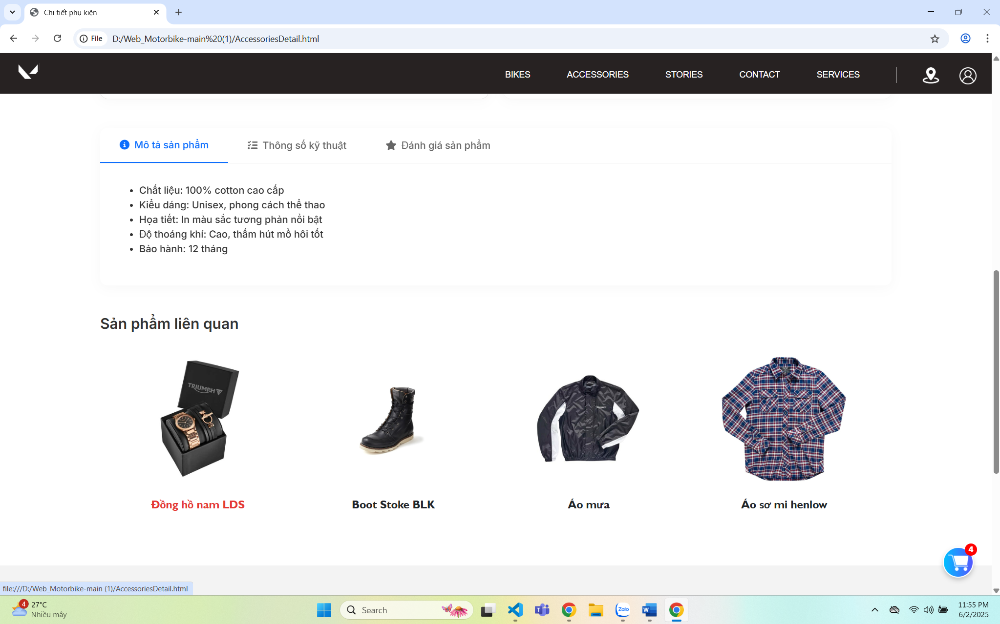 Chi tiết phụ kiện
File
D:/Web_Motorbike-main%20(1)/AccessoriesDetail.html
BIKES
ACCESSORIES
STORIES
CONTACT
SERVICES
Mô tả sản phẩm
Thông số kỹ thuật
Đánh giá sản phẩm
• Chất liệu: 100% cotton cao cấp
• Kiểu dáng: Unisex, phong cách thể thao
• Họa tiết: In màu sắc tương phản nổi bật
• Độ thoáng khí: Cao, thấm hút mồ hôi tốt
• Bảo hành: 12 tháng
Sản phẩm liên quan
TRIUMPH
TRIUMPH
Đồng hồ nam LDS
Boot Stoke BLK
Áo mưa
Áo sơ mi henlow
4
file:///D:/Web_Motorbike-main (1)/AccessoriesDetail.html
4
27°C
Nhiều mây
Search
Zalo
11:55 PM
6/2/2025